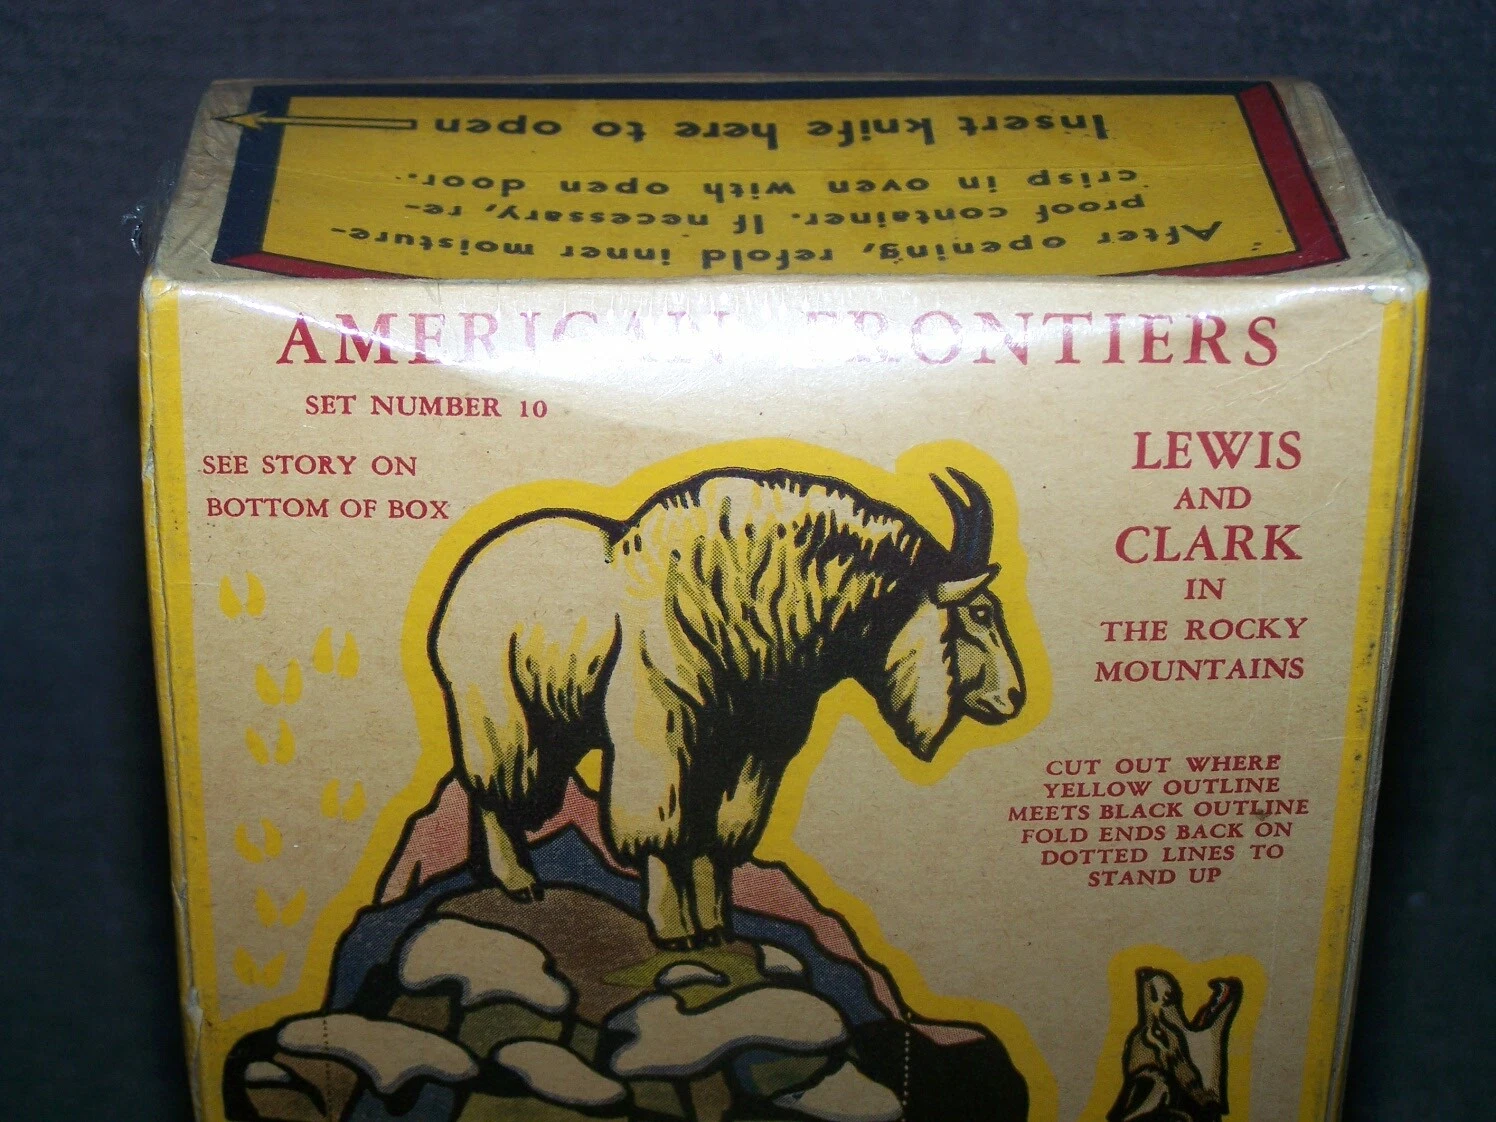 Insert knife here to open
After opening, refold inner moisture-
proof container. If necessary, re-
crisp in oven with open door.
AMERICAN FRONTIERS
SET NUMBER 10
SEE STORY ON
BOTTOM OF BOX
LEWIS
AND
CLARK
IN
THE ROCKY
MOUNTAINS
CUT OUT WHERE
YELLOW OUTLINE
MEETS BLACK OUTLINE
FOLD ENDS BACK ON
DOTTED LINES TO
STAND UP